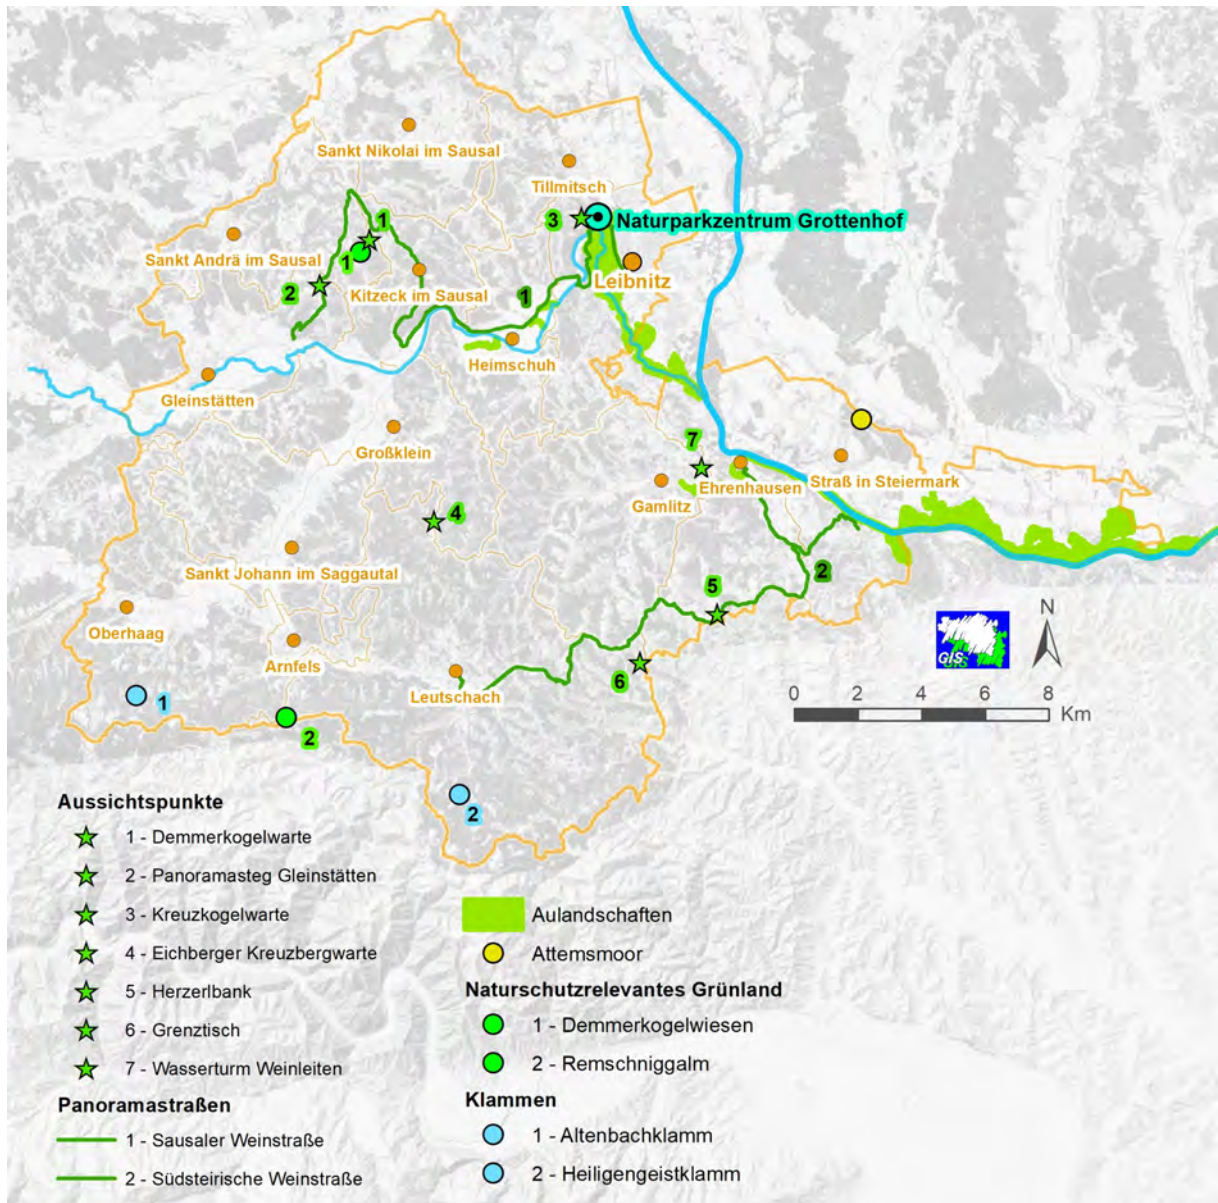 Sankt Nikolai im Sausal
Tillmitsch
1
3
Naturparkzentrum Grottenhof
Sankt Andrä im Sausal
1
Leibnitz
2
Kitzeck im Sausal
1
Heimschuh
Gleinstätten
Großklein
7
Ehrenhausen
Straß in Steiermark
Gamlitz
4
Sankt Johann im Saggautal
2
5
Oberhaag
N
Arnfels
GIS
GIS
Leutschach
6
1
0 2 4 6 8 Km
2
2
Aussichtspunkte
1 - Demmerkogelwarte
2 - Panoramasteg Gleinstätten
3 - Kreuzkogelwarte
4 - Eichberger Kreuzbergwarte
5 - Herzerlbank
6 - Grenztisch
7 - Wasserturm Weinleiten
Panoramastraßen
1 - Sausaler Weinstraße
2 - Südsteirische Weinstraße
Aulandschaften
Attemsmoor
Naturschutzrelevantes Grünland
1 - Demmerkogelwiesen
2 - Remschniggalm
Klammen
1 - Altenbachklamm
2 - Heiligengeistklamm